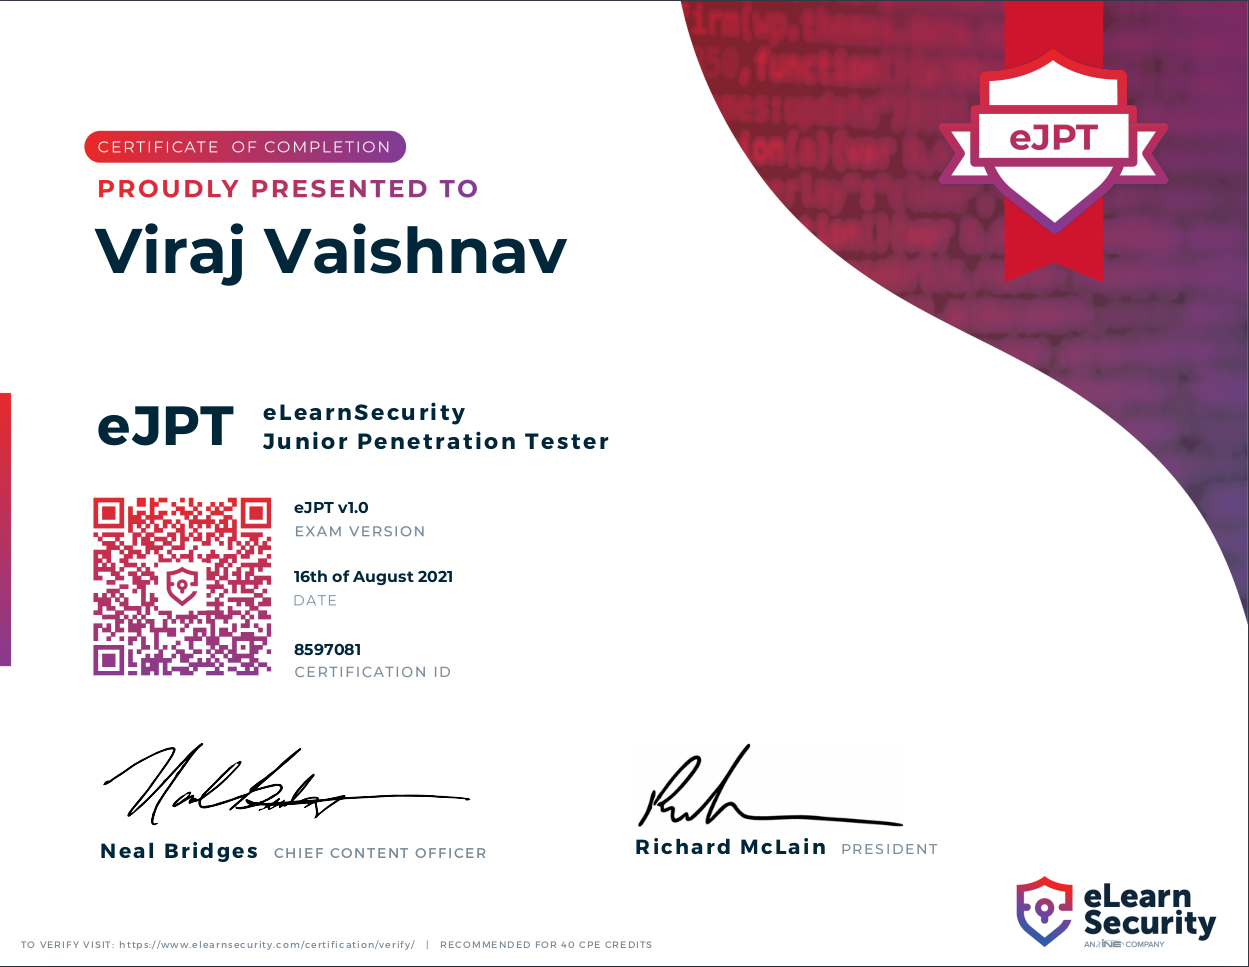 eJPT
CERTIFICATE OF COMPLETION
PROUDLY PRESENTED TO
Viraj Vaishnav
eJPT
eLearnSecurity
Junior Penetration Tester
eJPT v1.0
EXAM VERSION
16th of August 2021
DATE
8597081
CERTIFICATION ID
Neal Bridges CHIEF CONTENT OFFICER
Richard McLain PRESIDENT
eLearn
Security
AN INE COMPANY
TO VERIFY VISIT: https://www.elearnsecurity.com/certification/verify/ | RECOMMENDED FOR 40 CPE CREDITS